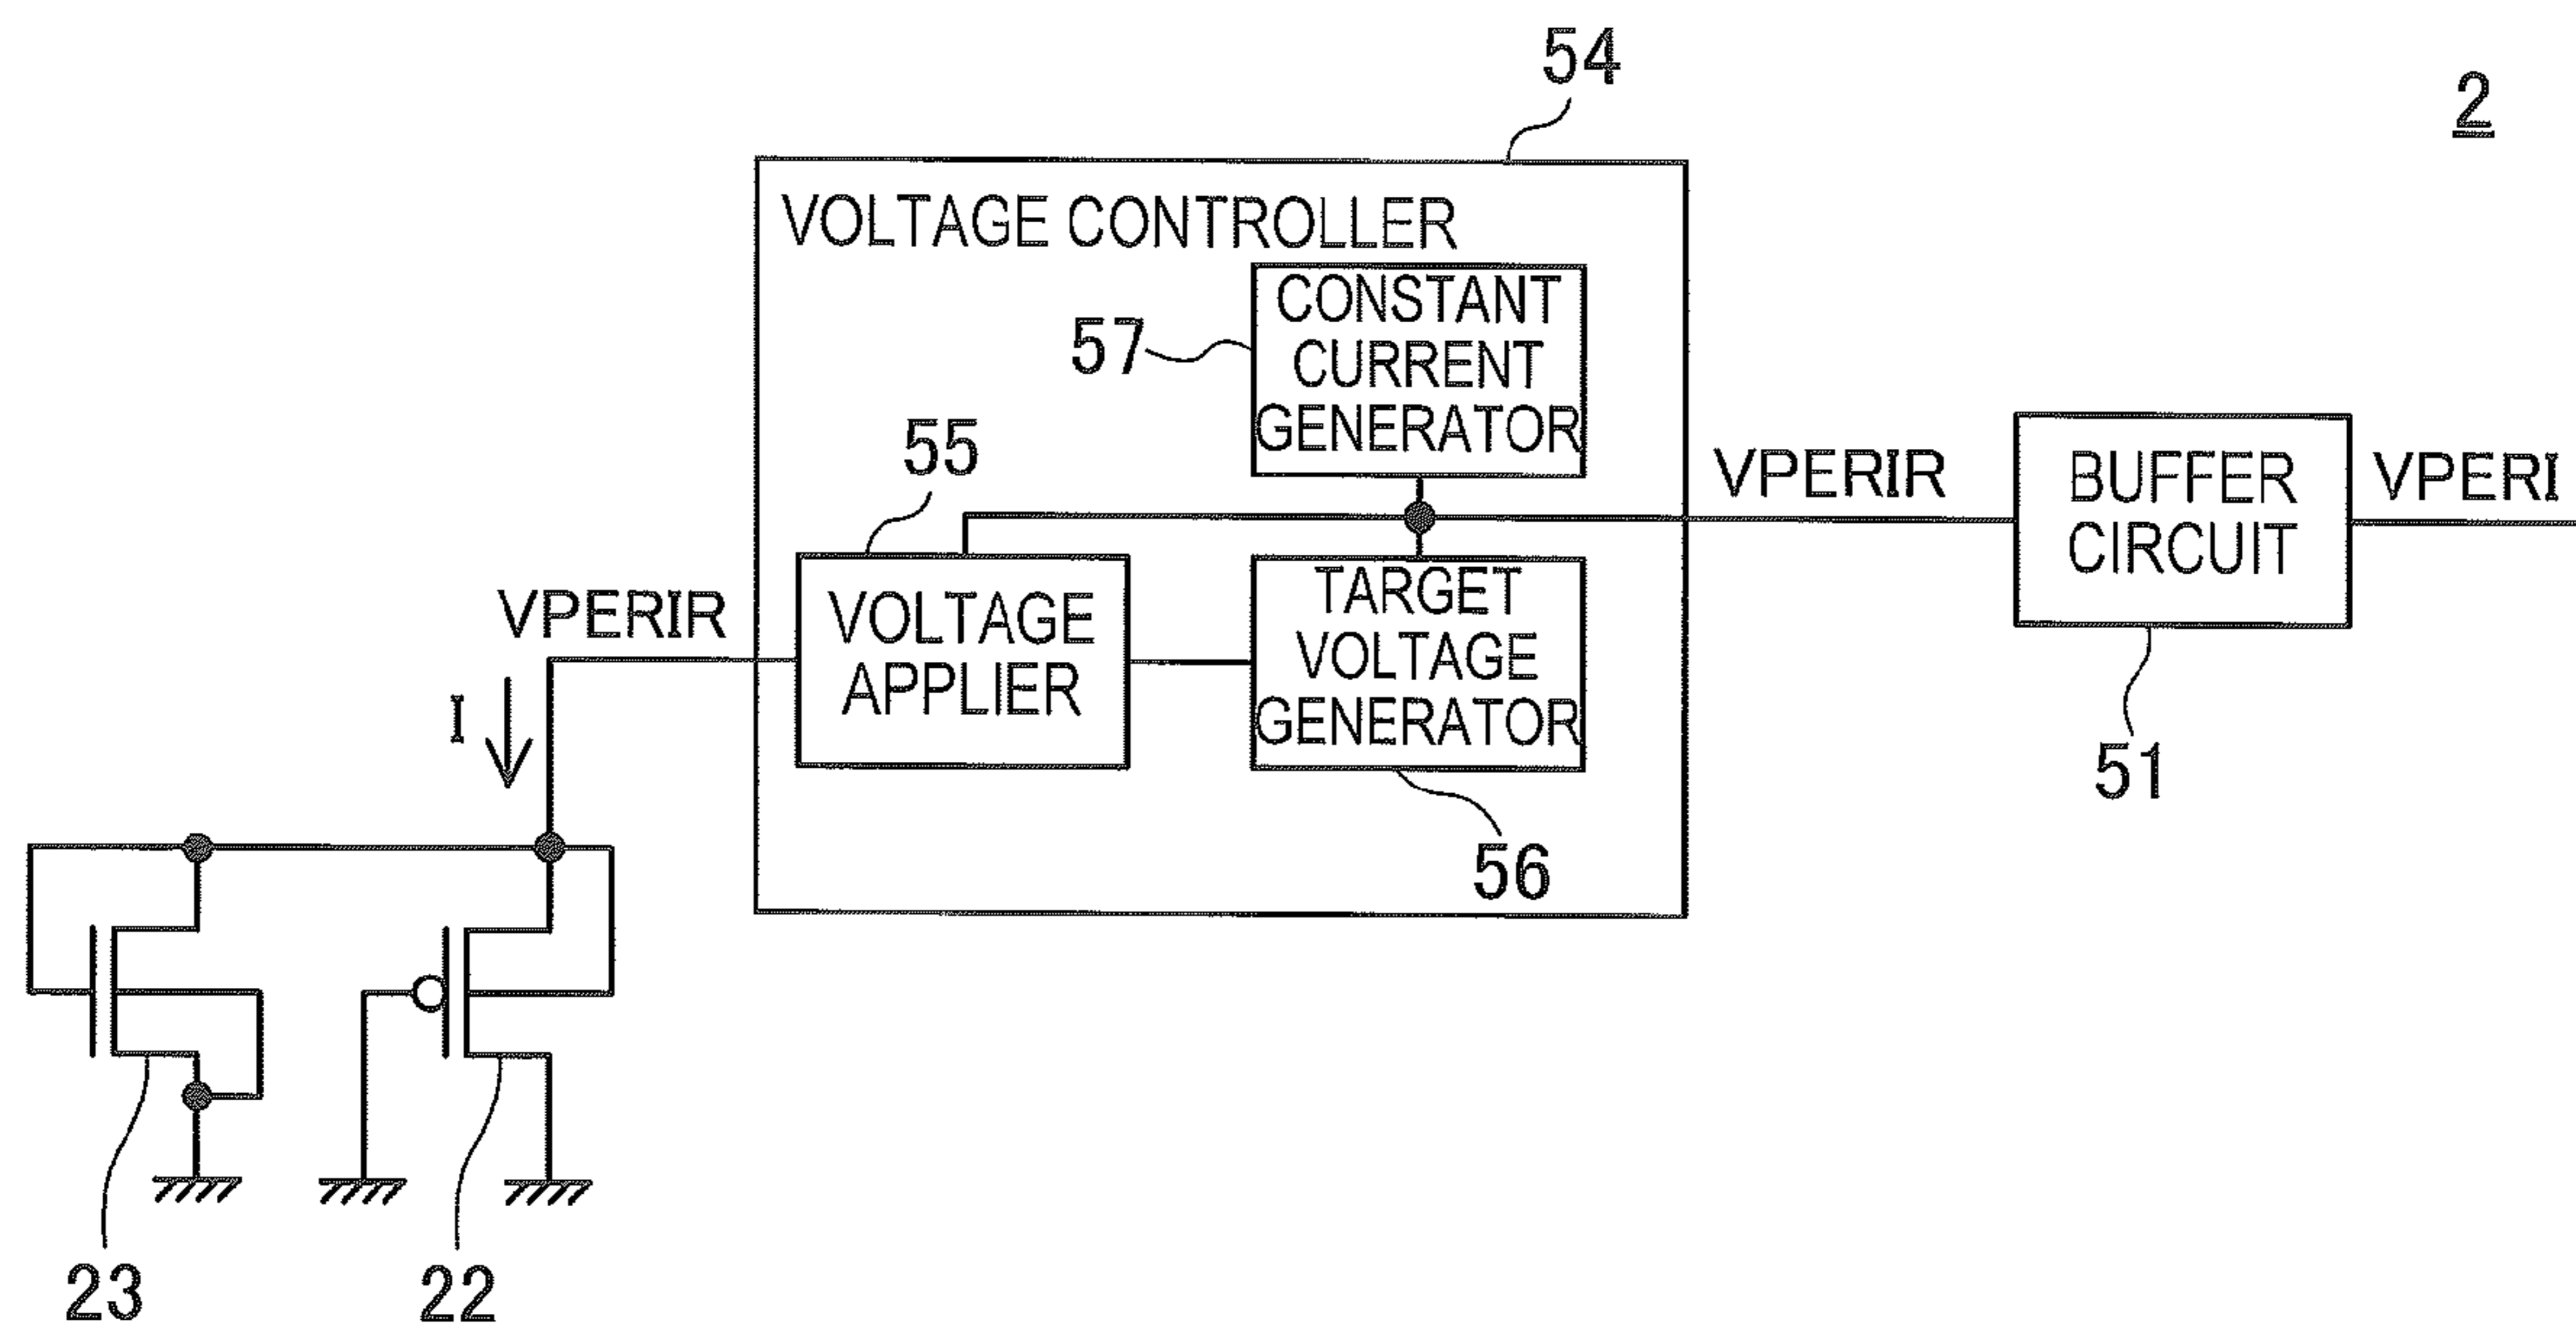 54
2
VOLTAGE CONTROLLER
57
CONSTANT
CURRENT
GENERATOR
55
VPERIR
BUFFER
CIRCUIT
VPERI
VPERIR
VOLTAGE
APPLIER
TARGET
VOLTAGE
GENERATOR
I
51
56
23
22